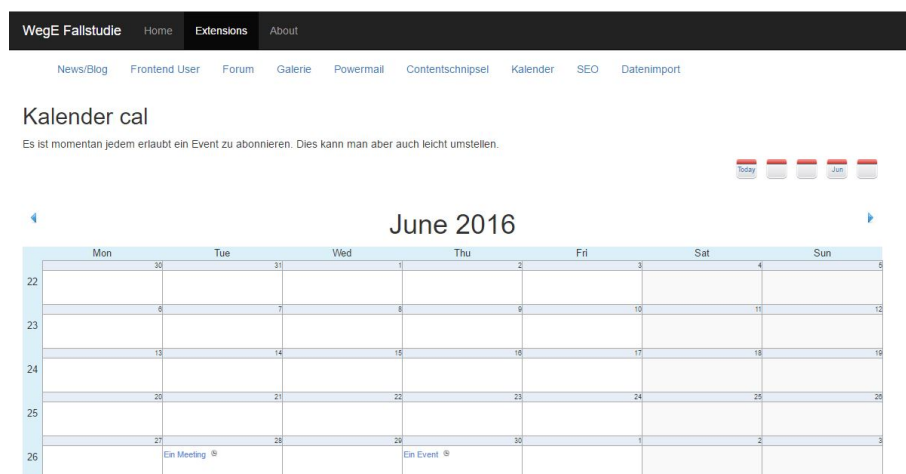 WegE Fallstudie Home Extensions About
News/Blog Frontend User Forum Galerie Powermail Contentschnipsel Kalender SEO Datenimport
Kalender cal
Es ist momentan jedem erlaubt ein Event zu abonnieren. Dies kann man aber auch leicht umstellen.
Today Jun
June 2016
Mon Tue Wed Thu Fri Sat Sun
30 31 1 2 3 4 5
22
6 7 8 9 10 11 12
23
13 14 15 16 17 18 19
24
20 21 22 23 24 25 26
25
27 28 29 30 1 2 3
26 Ein Meeting Ein Event